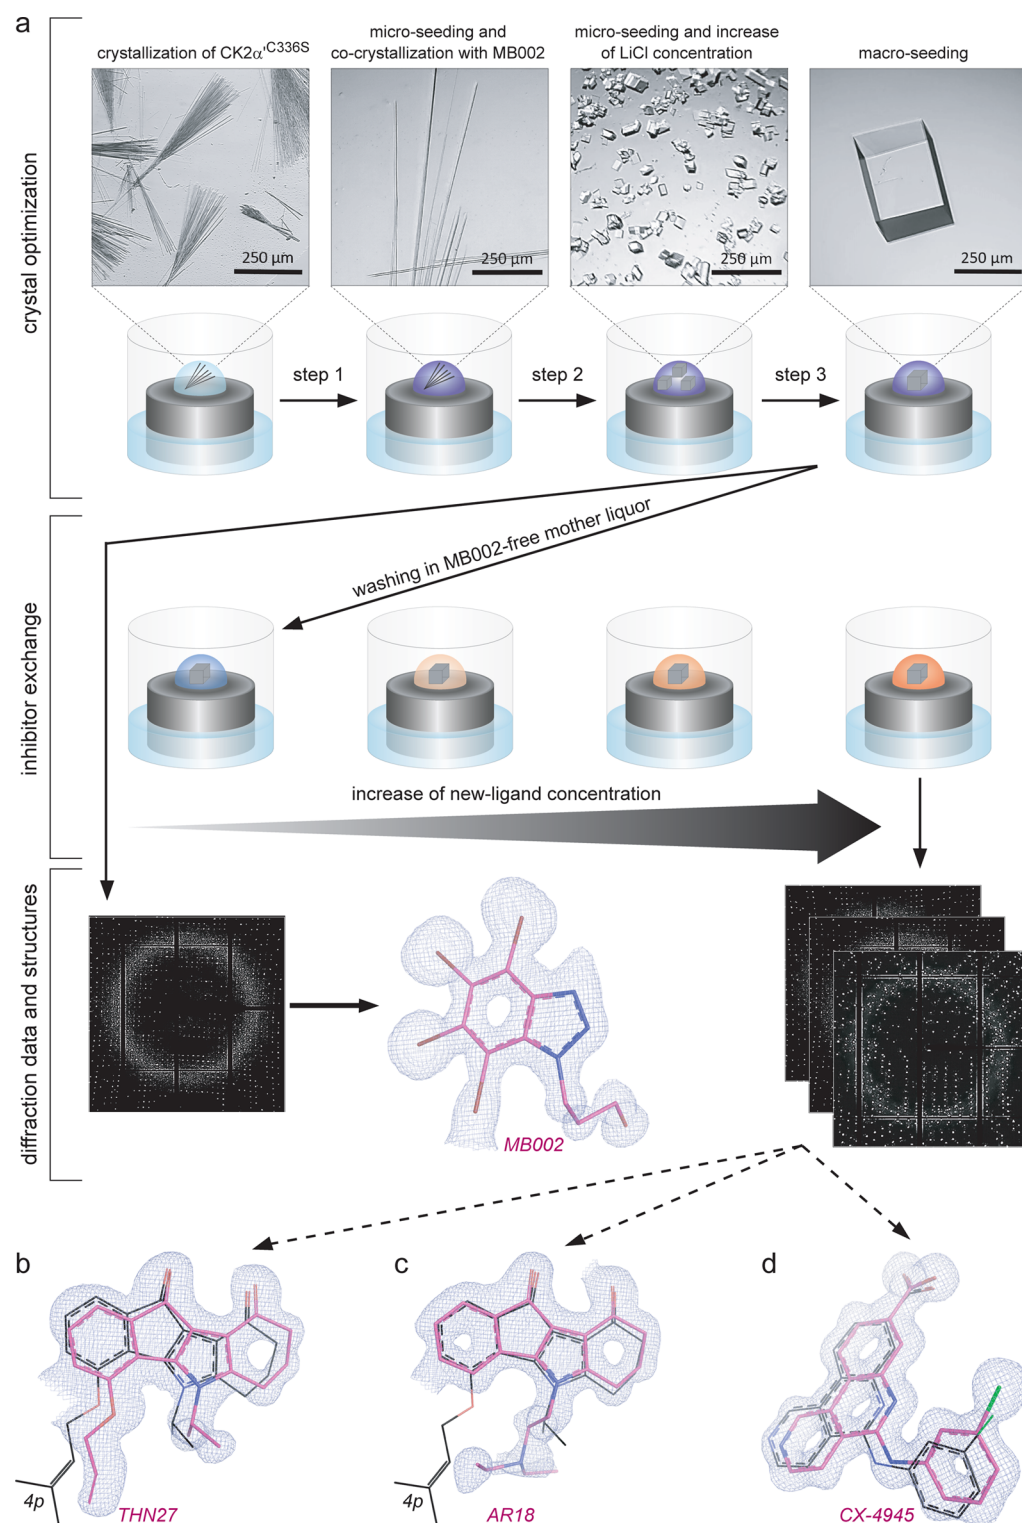 a
crystal optimization
crystallization of CK2α'C336S
micro-seeding and
co-crystallization with MB002
micro-seeding and increase
of LiCl concentration
macro-seeding
250 µm
250 µm
250 µm
250 µm
step 1
step 2
step 3
inhibitor exchange
washing in MB002-free mother liquor
increase of new-ligand concentration
diffraction data and structures
MB002
b
c
d
4p
THN27
4p
AR18
CX-4945